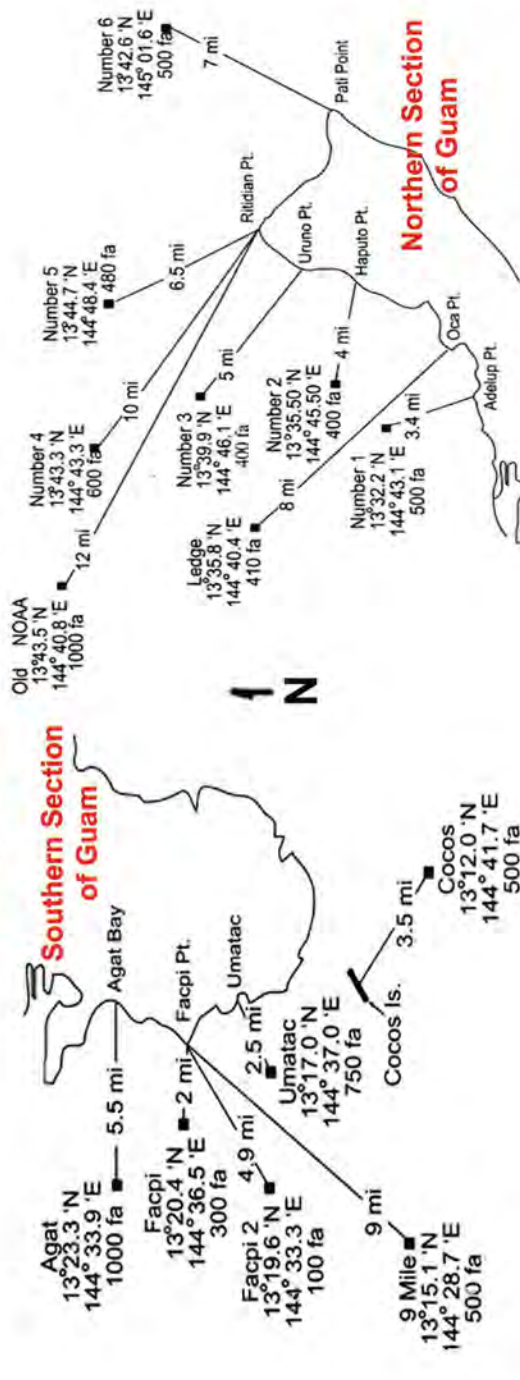 Southern Section
of Guam
Agat
13°23.3 'N
144° 33.9 'E
1000 fa
5.5 mi
Agat Bay
Facpi
13°20.4 'N
144° 36.5 'E
300 fa
2 mi
Facpi Pt.
Facpi 2
13°19.6 'N
144° 33.3 'E
100 fa
4.9 mi
Umatac
2.5 mi
Umatac
13°17.0 'N
144° 37.0 'E
750 fa
9 Mile
13°15.1 'N
144° 28.7 'E
500 fa
9 mi
Cocos Is.
3.5 mi
Cocos
13°12.0 'N
144° 41.7 'E
500 fa
N
Old NOAA
13°43.5 'N
144° 40.8 'E
1000 fa
12 mi
Number 4
13°43.3 'N
144° 43.3 'E
600 fa
10 mi
Number 5
13°44.7 'N
144° 48.4 'E
480 fa
6.5 mi
Number 6
13°42.6 'N
145° 01.6 'E
500 fa
7 mi
Ritidian Pt.
Pati Point
Number 3
13°39.9 'N
144° 46.1 'E
400 fa
5 mi
Uruno Pt.
Ledge
13°35.8 'N
144° 40.4 'E
410 fa
8 mi
Number 2
13°35.50 'N
144° 45.50 'E
400 fa
4 mi
Haputo Pt.
Number 1
13°32.2 'N
144° 43.1 'E
500 fa
3.4 mi
Oca Pt.
Adelup Pt.
Northern Section
of Guam